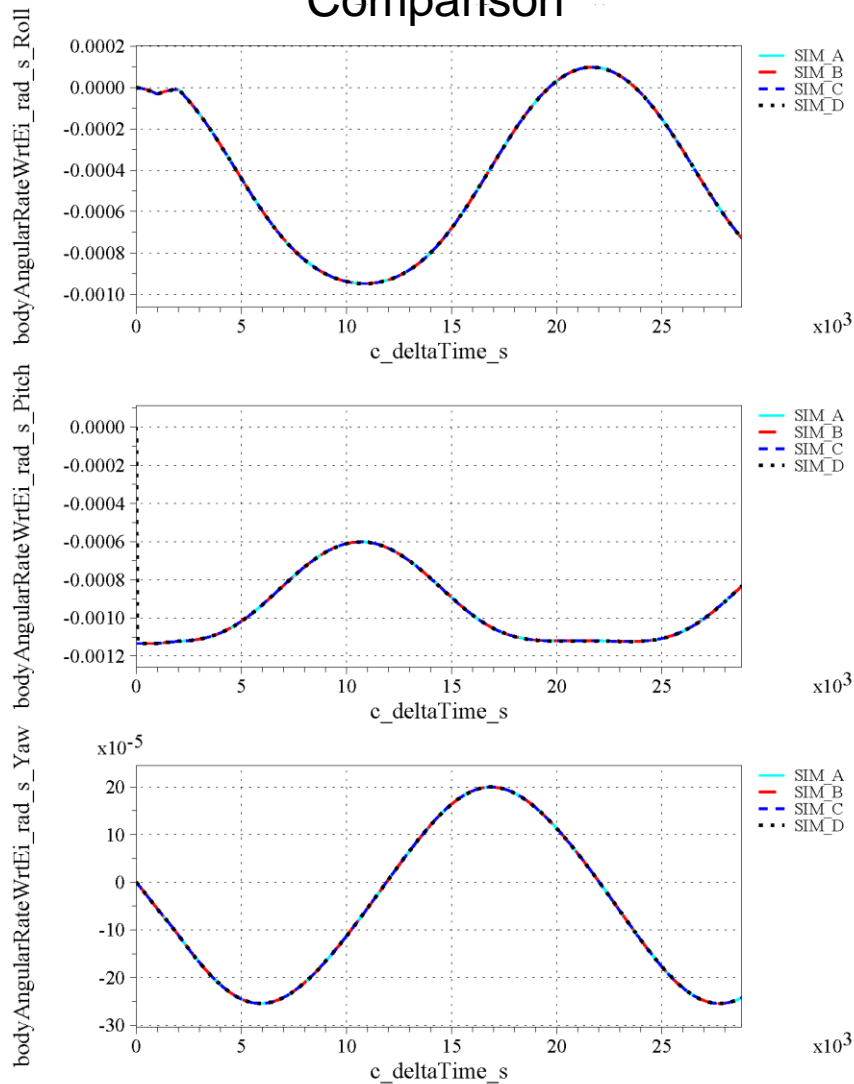 Comparison
bodyAngularRateWrtEi_rad_s_Roll
0.0002
0.0000
-0.0002
-0.0004
-0.0006
-0.0008
-0.0010
0 5 10 15 20 25 x10³
c_deltaTime_s
SIM_A
SIM_B
SIM_C
SIM_D
bodyAngularRateWrtEi_rad_s_Pitch
0.0000
-0.0002
-0.0004
-0.0006
-0.0008
-0.0010
-0.0012
0 5 10 15 20 25 x10³
c_deltaTime_s
SIM_A
SIM_B
SIM_C
SIM_D
bodyAngularRateWrtEi_rad_s_Yaw
x10⁻⁵
20
10
0
-10
-20
-30
0 5 10 15 20 25 x10³
c_deltaTime_s
SIM_A
SIM_B
SIM_C
SIM_D